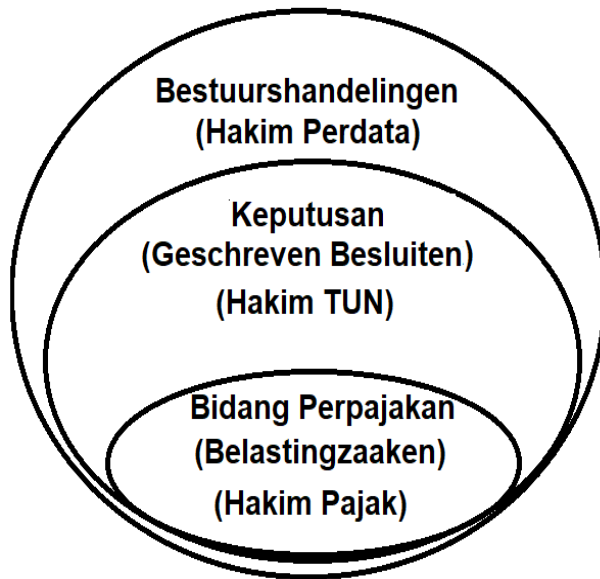 Bestuurshandelingen
(Hakim Perdata)
Keputusan
(Geschreven Besluiten)
(Hakim TUN)
Bidang Perpajakan
(Belastingzaaken)
(Hakim Pajak)